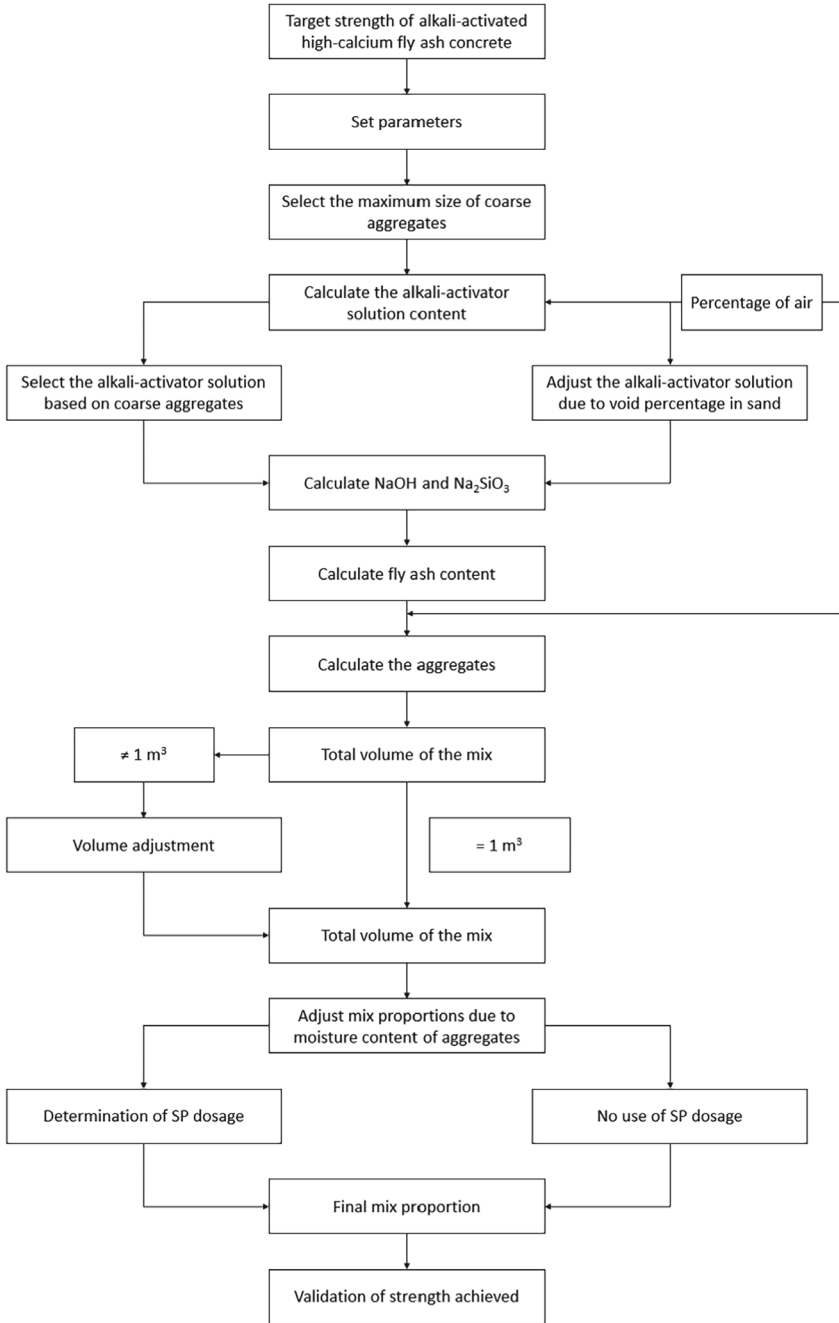 Target strength of alkali-activated
high-calcium fly ash concrete
Set parameters
Select the maximum size of coarse
aggregates
Calculate the alkali-activator
solution content
Percentage of air
Select the alkali-activator solution
based on coarse aggregates
Adjust the alkali-activator solution
due to void percentage in sand
Calculate NaOH and Na₂SiO₃
Calculate fly ash content
Calculate the aggregates
≠ 1 m³
Total volume of the mix
Volume adjustment
= 1 m³
Total volume of the mix
Adjust mix proportions due to
moisture content of aggregates
Determination of SP dosage
No use of SP dosage
Final mix proportion
Validation of strength achieved